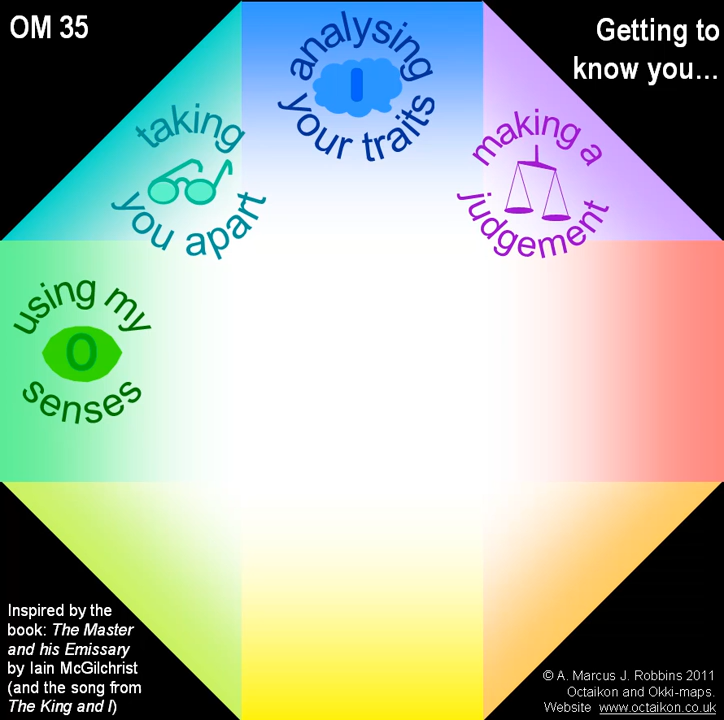 OM 35
Getting to
know you...
analysing
I
your traits
taking
you apart
making a
judgement
using my
O
senses
Inspired by the
book: The Master
and his Emissary
by Iain McGilchrist
(and the song from
The King and I)
© A. Marcus J. Robbins 2011
Octaikon and Okki-maps.
Website www.octaikon.co.uk